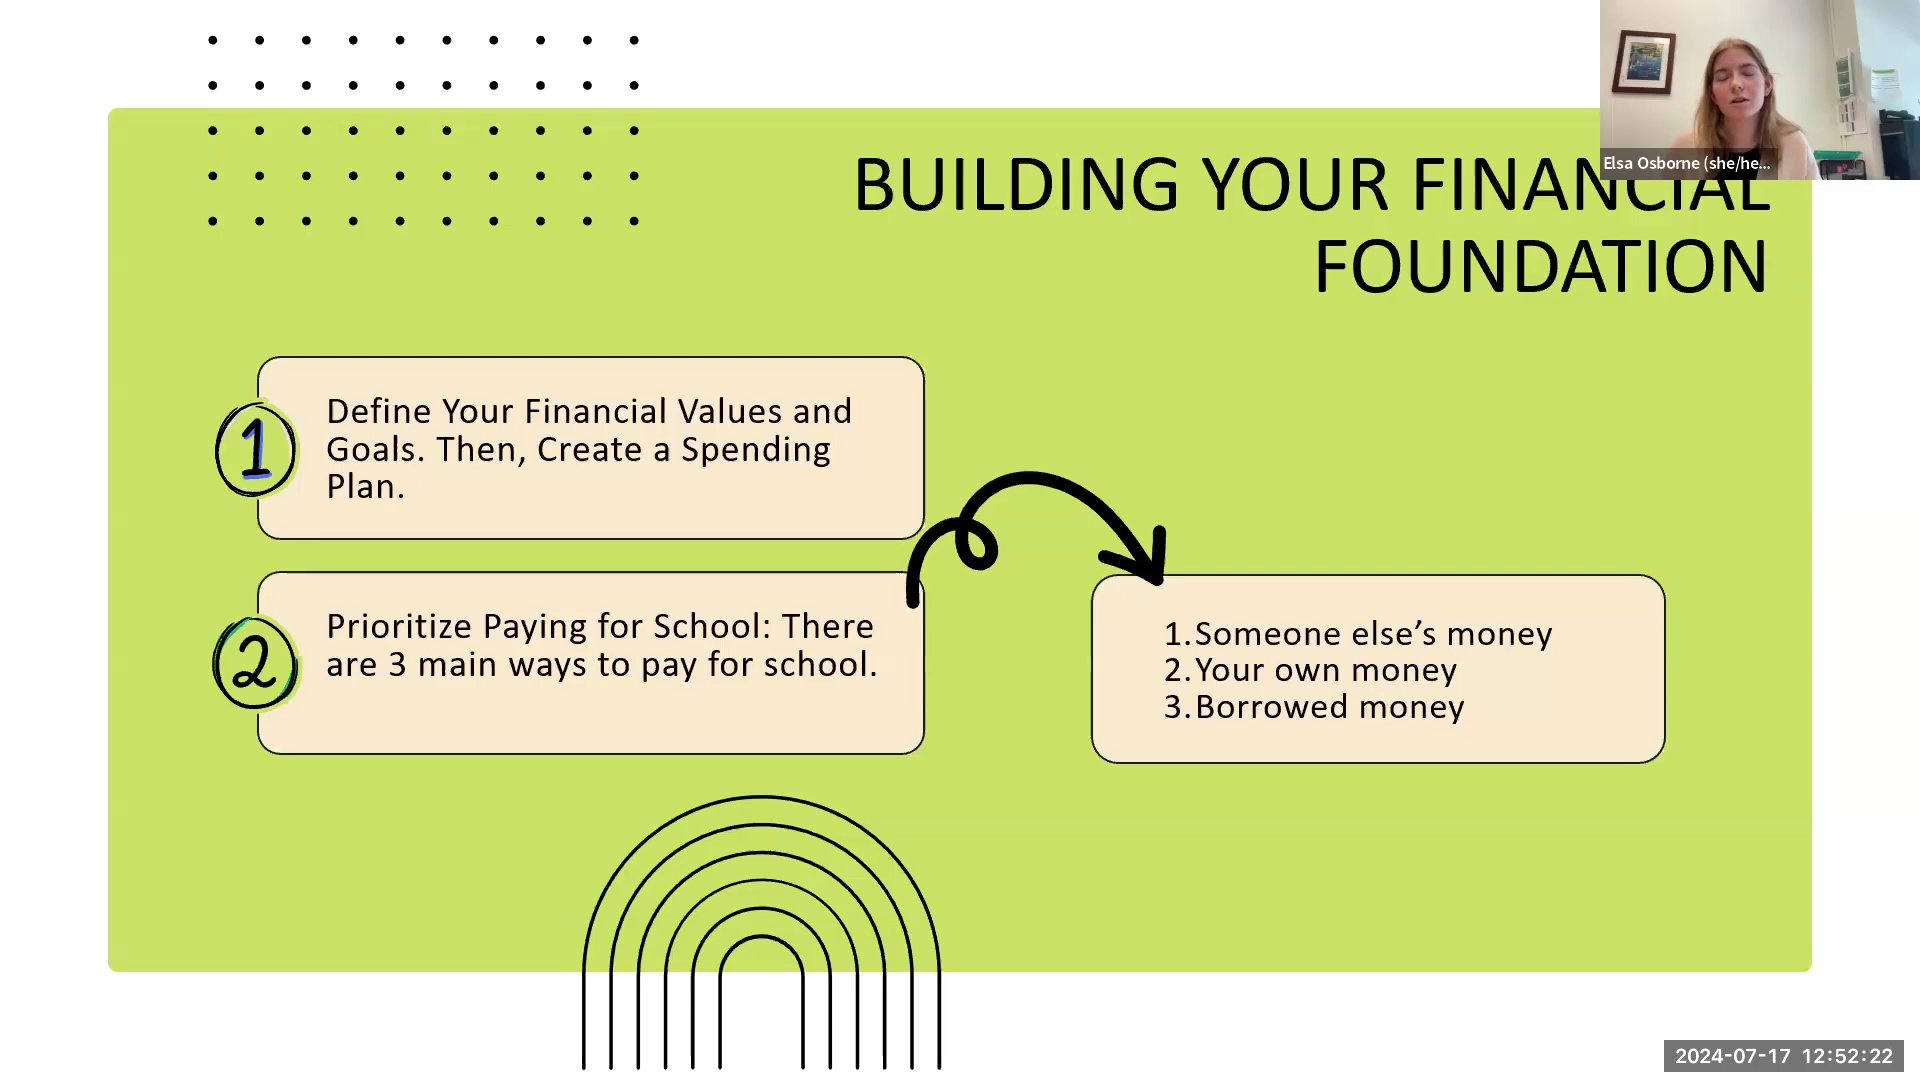 BUILDING YOUR FINANCIAL
FOUNDATION
Elsa Osborne (she/he...
1
Define Your Financial Values and
Goals. Then, Create a Spending
Plan.
2
Prioritize Paying for School: There
are 3 main ways to pay for school.
1.Someone else’s money
2.Your own money
3.Borrowed money
2024-07-17 12:52:22